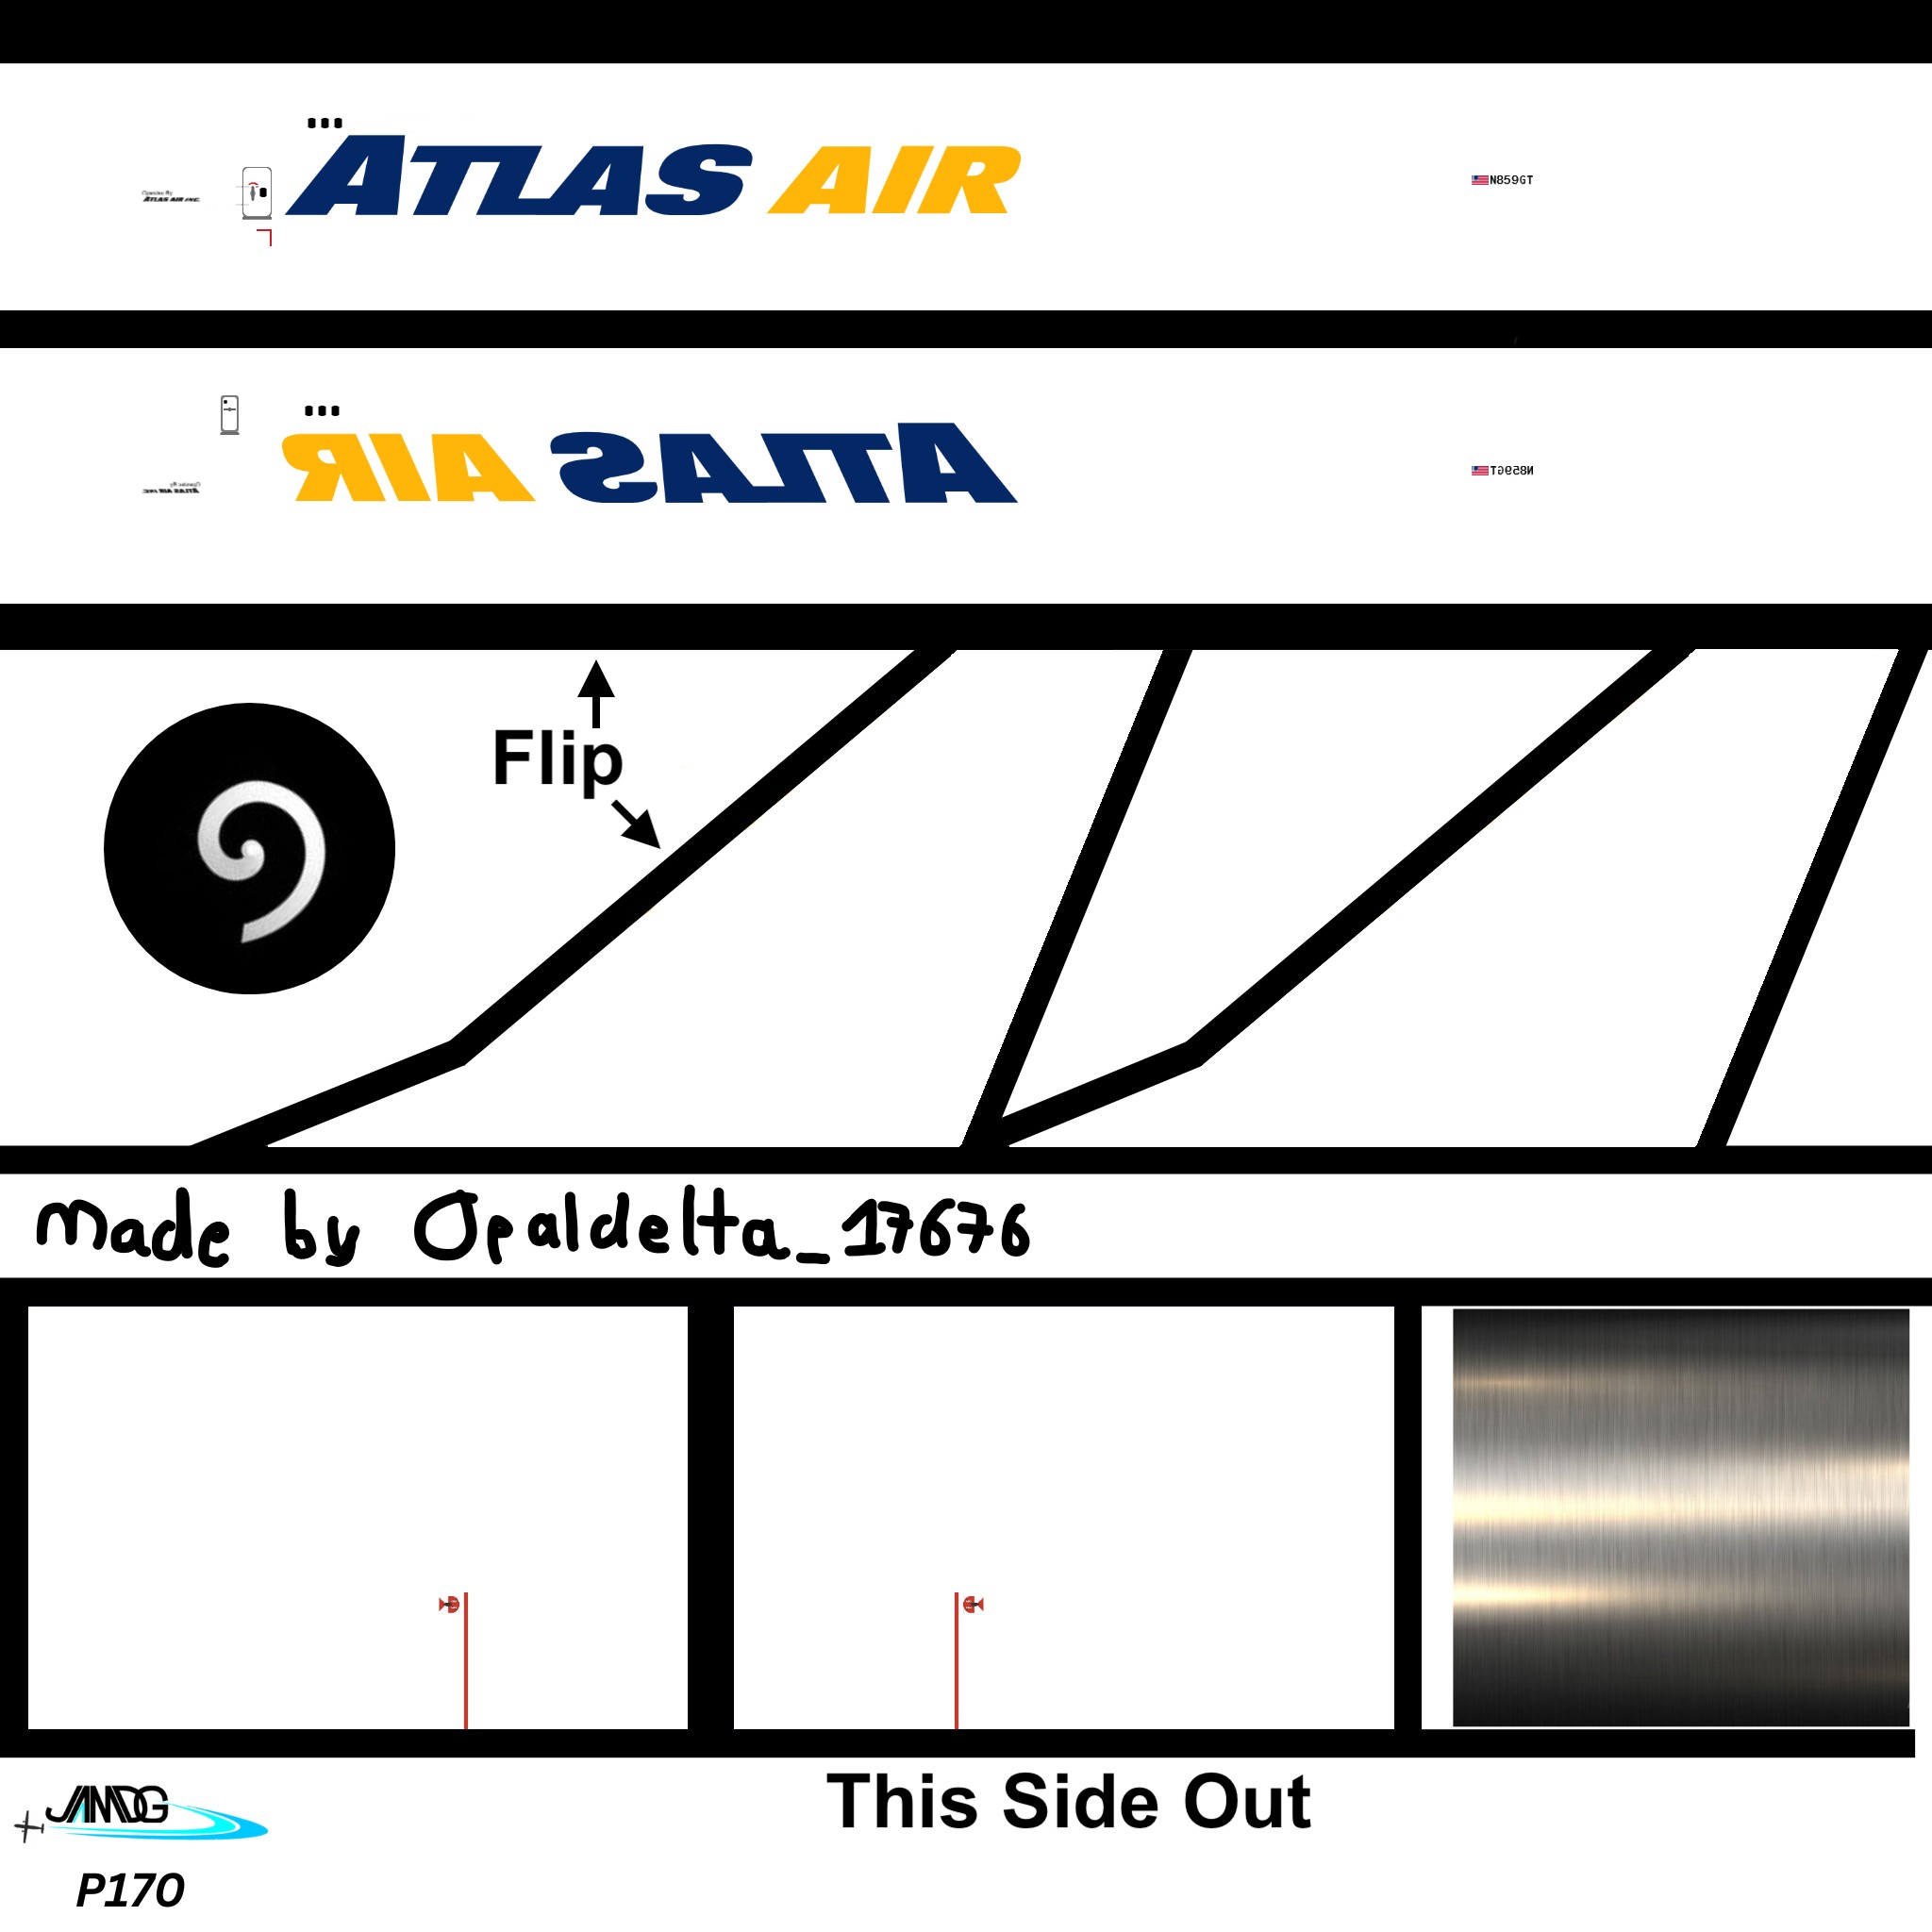 ATLAS AIR
Operated By
ATLAS AIR INC.
N859GT
ATLAS AIR
Operated By
ATLAS AIR INC.
N859GT
Flip
Made by Opaldelta_17676
This Side Out
JAMDG
P170